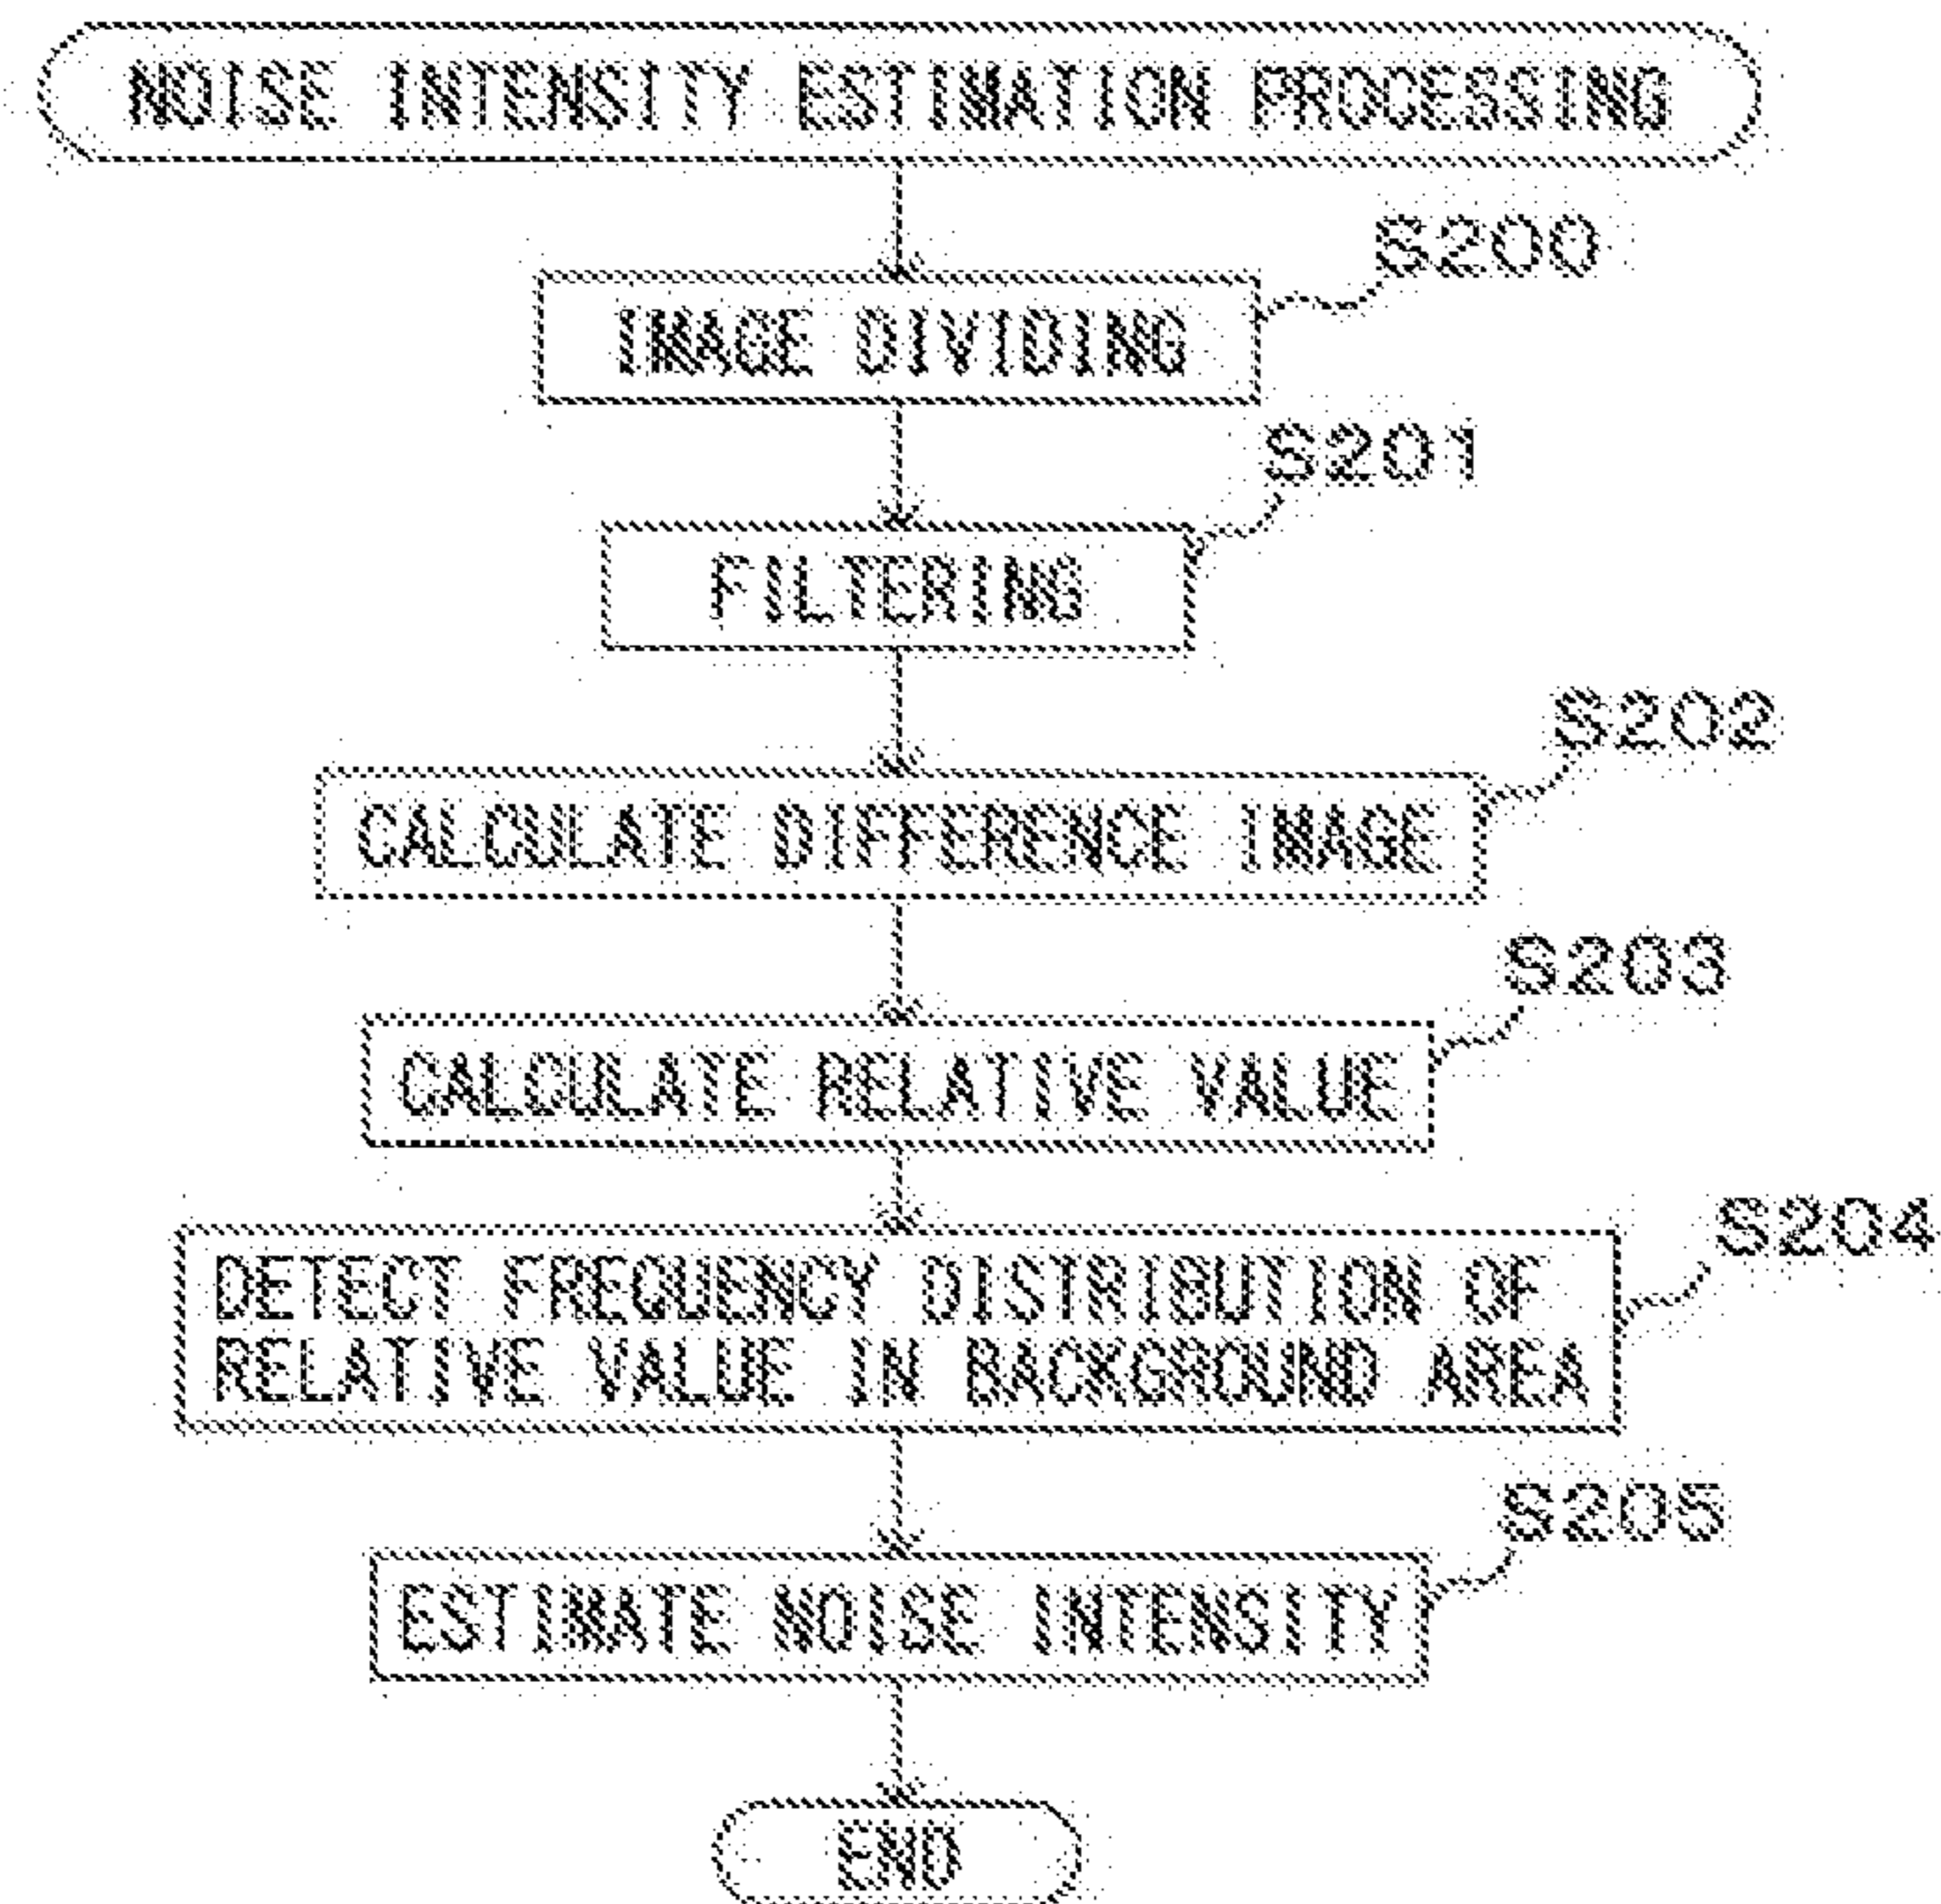 NOISE INTENSITY ESTIMATION PROCESSING
S200
IMAGE DIVIDING
S201
FILTERING
S202
CALCULATE DIFFERENCE IMAGE
S203
CALCULATE RELATIVE VALUE
S204
DETECT FREQUENCY DISTRIBUTION OF
RELATIVE VALUE IN BACKGROUND AREA
S205
ESTIMATE NOISE INTENSITY
END